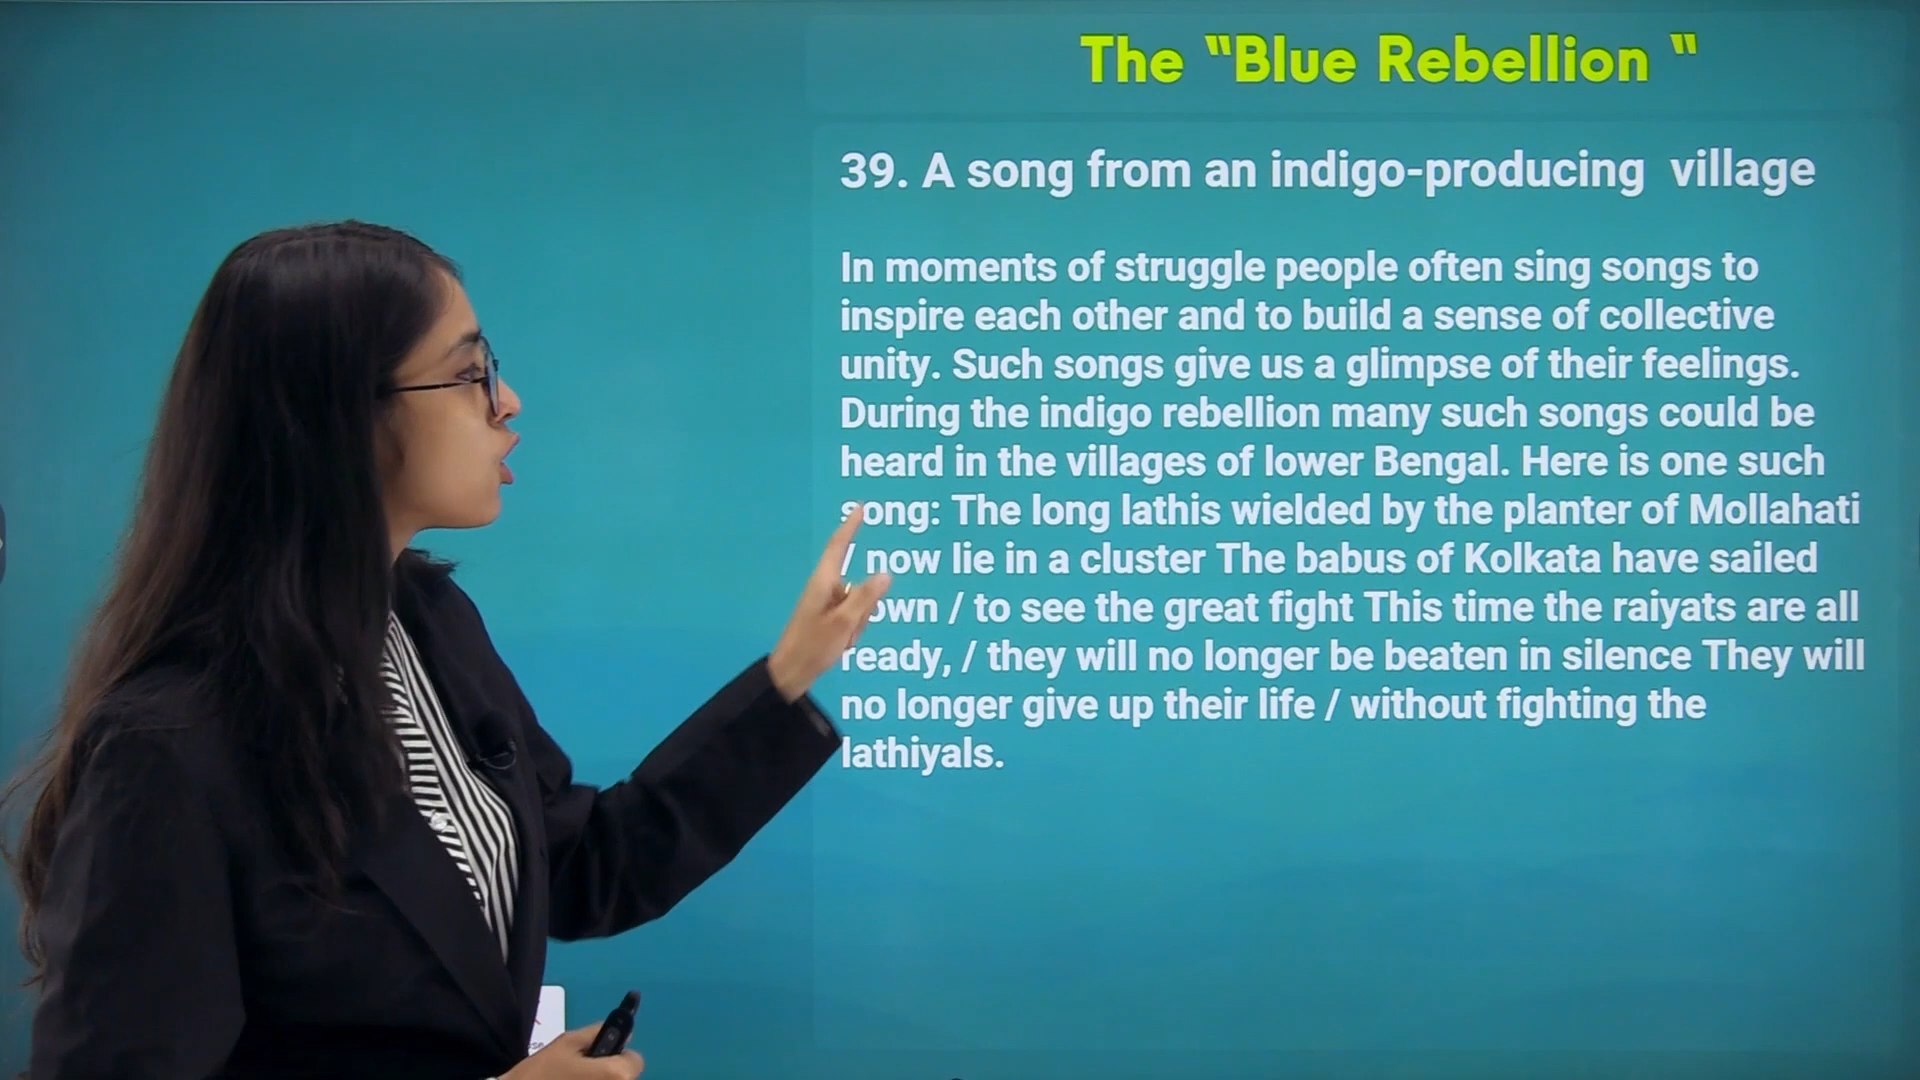 The "Blue Rebellion "
39. A song from an indigo-producing village
In moments of struggle people often sing songs to
inspire each other and to build a sense of collective
unity. Such songs give us a glimpse of their feelings.
During the indigo rebellion many such songs could be
heard in the villages of lower Bengal. Here is one such
song: The long lathis wielded by the planter of Mollahati
/ now lie in a cluster The babus of Kolkata have sailed
own / to see the great fight This time the raiyats are all
ready, / they will no longer be beaten in silence They will
no longer give up their life / without fighting the
lathiyals.